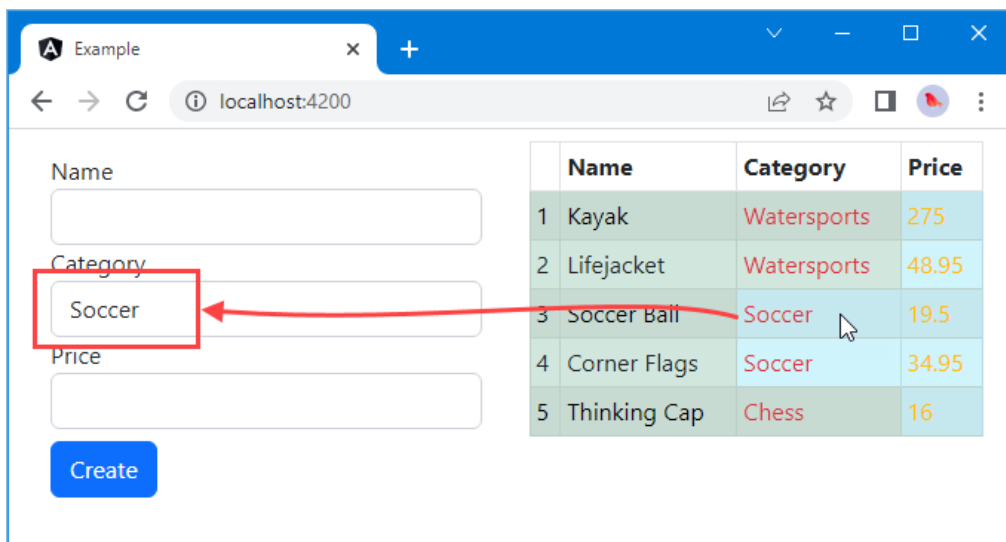 Example
localhost:4200
Name
Category
Soccer
Price
Create
Name Category Price
1 Kayak Watersports 275
2 Lifejacket Watersports 48.95
3 Soccer Ball Soccer 19.5
4 Corner Flags Soccer 34.95
5 Thinking Cap Chess 16